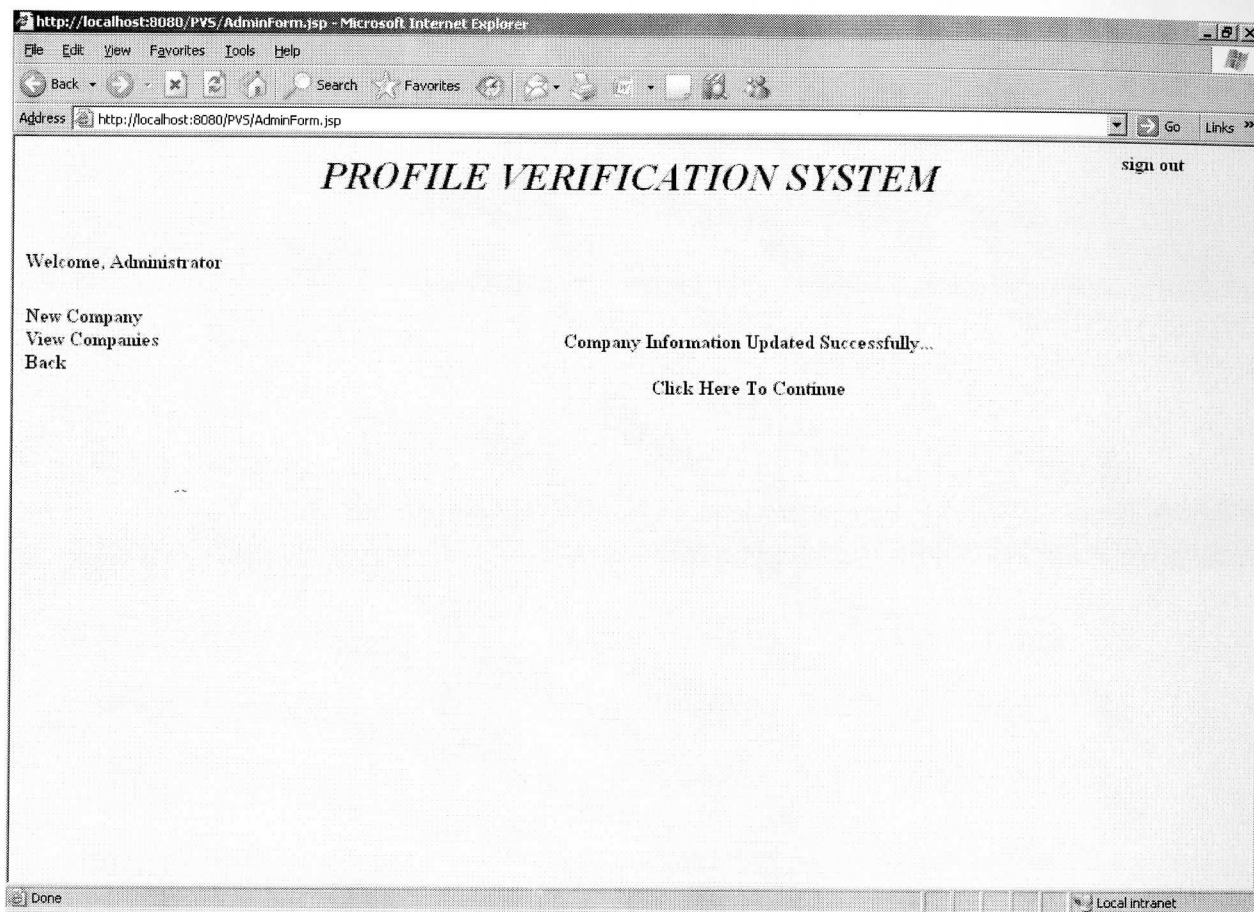 http://localhost:8080/PVS/AdminForm.jsp - Microsoft Internet Explorer
File Edit View Favorites Tools Help
Back Search Favorites
Address http://localhost:8080/PVS/AdminForm.jsp Go Links »
PROFILE VERIFICATION SYSTEM
sign out
Welcome, Administrator
New Company
View Companies
Back
Company Information Updated Successfully...
Click Here To Continue
Done
Local intranet